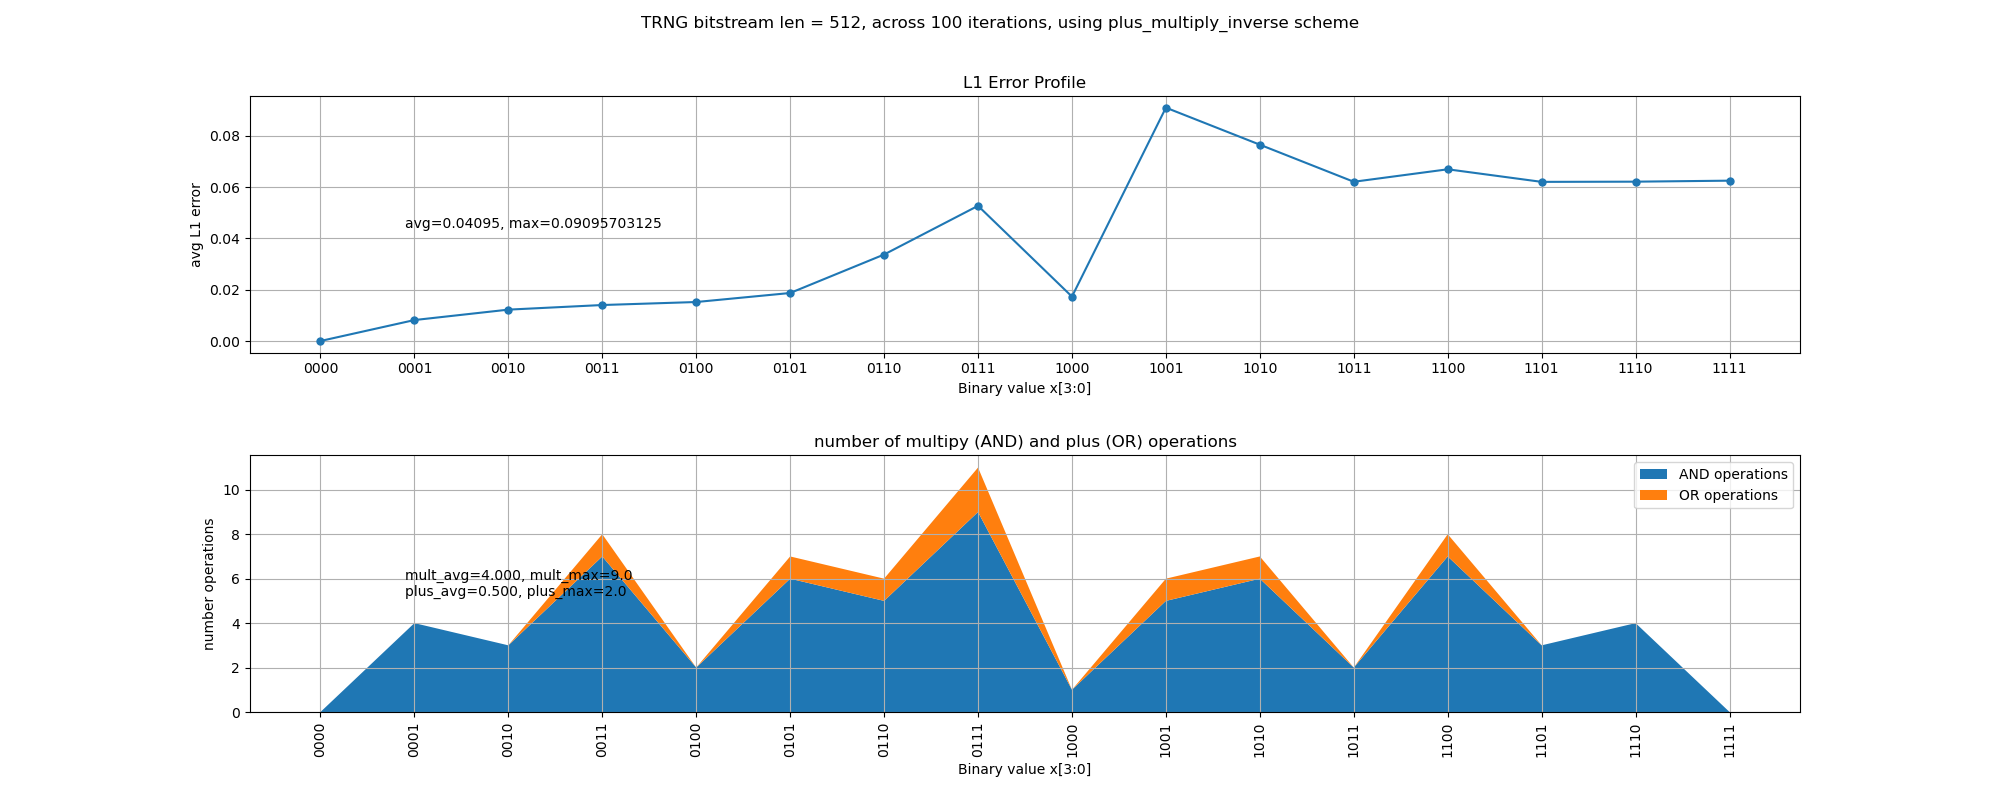 TRNG bitstream len = 512, across 100 iterations, using plus_multiply_inverse scheme
L1 Error Profile
avg L1 error
0.08
0.06
0.04
0.02
0.00
avg=0.04095, max=0.09095703125
0000 0001 0010 0011 0100 0101 0110 0111 1000 1001 1010 1011 1100 1101 1110 1111
Binary value x[3:0]
number of multipy (AND) and plus (OR) operations
number operations
10
8
6
4
2
0
AND operations
OR operations
mult_avg=4.000, mult_max=9.0
plus_avg=0.500, plus_max=2.0
0000 0001 0010 0011 0100 0101 0110 0111 1000 1001 1010 1011 1100 1101 1110 1111
Binary value x[3:0]